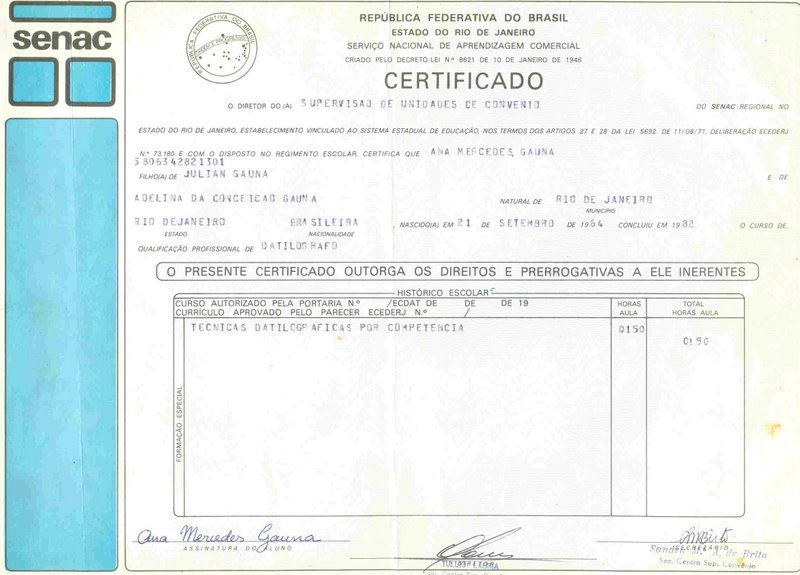 senac
REPÚBLICA FEDERATIVA DO BRASIL
REPÚBLICA FEDERATIVA DO BRASIL
ESTADO DO RIO DE JANEIRO
SERVIÇO NACIONAL DE APRENDIZAGEM COMERCIAL
CRIADO PELO DECRETO-LEI N.º 8621 DE 10 DE JANEIRO DE 1946
CERTIFICADO
O DIRETOR DO(A) SUPERVISAO DE UNIDADES DE CONVENIO DO SENAC REGIONAL NO
ESTADO DO RIO DE JANEIRO, ESTABELECIMENTO VINCULADO AO SISTEMA ESTADUAL DE EDUCAÇÃO, NOS TERMOS DOS ARTIGOS 27 E 28 DA LEI 5692 DE 11/08/71, DELIBERAÇÃO ECEDERJ
N.º 73,180 E COM O DISPOSTO NO REGIMENTO ESCOLAR, CERTIFICA QUE ANA MERCEDES GAUNA
5806342821301
FILHO(A) DE JULIAN GAUNA E DE
ADELINA DA CONCEICAO GAUNA NATURAL DE RIO DE JANEIRO
MUNICÍPIO
RIO DEJANEIRO BRASILEIRA , NASCIDO(A) EM 21 DE SETEMBRO DE 1964 CONCLUIU EM 1982 O CURSO DE
ESTADO NACIONALIDADE
QUALIFICAÇÃO PROFISSIONAL DE DATILOGRAFO
O PRESENTE CERTIFICADO OUTORGA OS DIREITOS E PRERROGATIVAS A ELE INERENTES
HISTÓRICO ESCOLAR
CURSO AUTORIZADO PELA PORTARIA N.º /ECDAT DE DE DE 19
CURRÍCULO APROVADO PELO PARECER ECEDERJ N.º /
HORAS AULA
TOTAL HORAS AULA
TECNICAS DATILOGRAFICAS POR COMPETENCIA 0150
0150
FORMAÇÃO ESPECIAL
Ana Mercedes Gauna
ASSINATURA DO ALUNO
SECRETÁRIO
de Brito
Sec. Centro Sup. Convênio